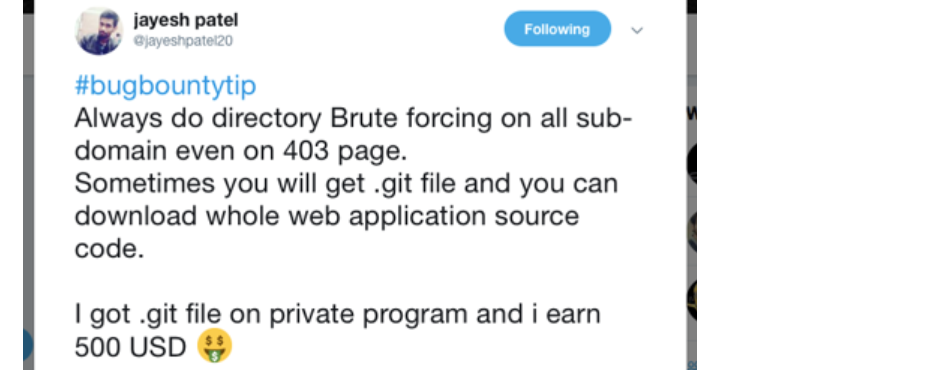 jayesh patel
@jayeshpatel20
Following
#bugbountytip
Always do directory Brute forcing on all sub-
domain even on 403 page.
Sometimes you will get .git file and you can
download whole web application source
code.
I got .git file on private program and i earn
500 USD